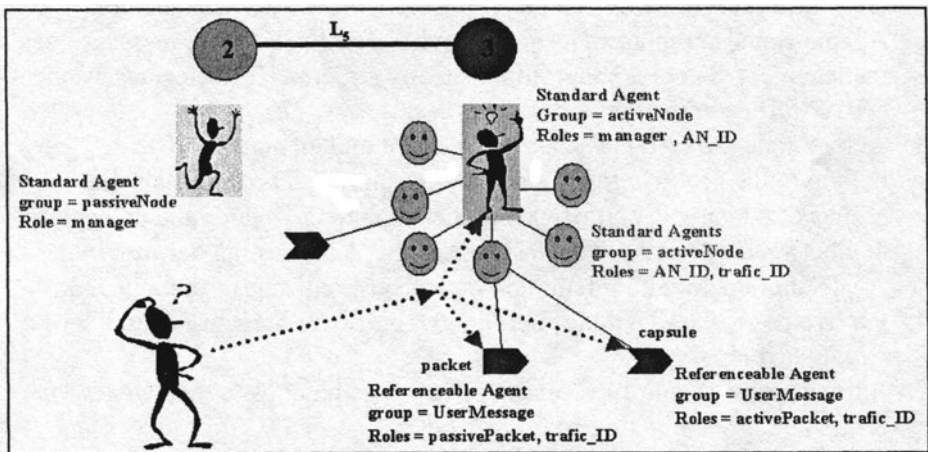 L5
2
3
Standard Agent
Group = activeNode
Roles = manager , AN_ID
Standard Agent
group = passiveNode
Role = manager
Standard Agents
group = activeNode
Roles = AN_ID, trafic_ID
?
capsule
packet
Referenceable Agent
group = UserMessage
Roles = passivePacket, trafic_ID
Referenceable Agent
group = UserMessage
Roles = activePacket, trafic_ID